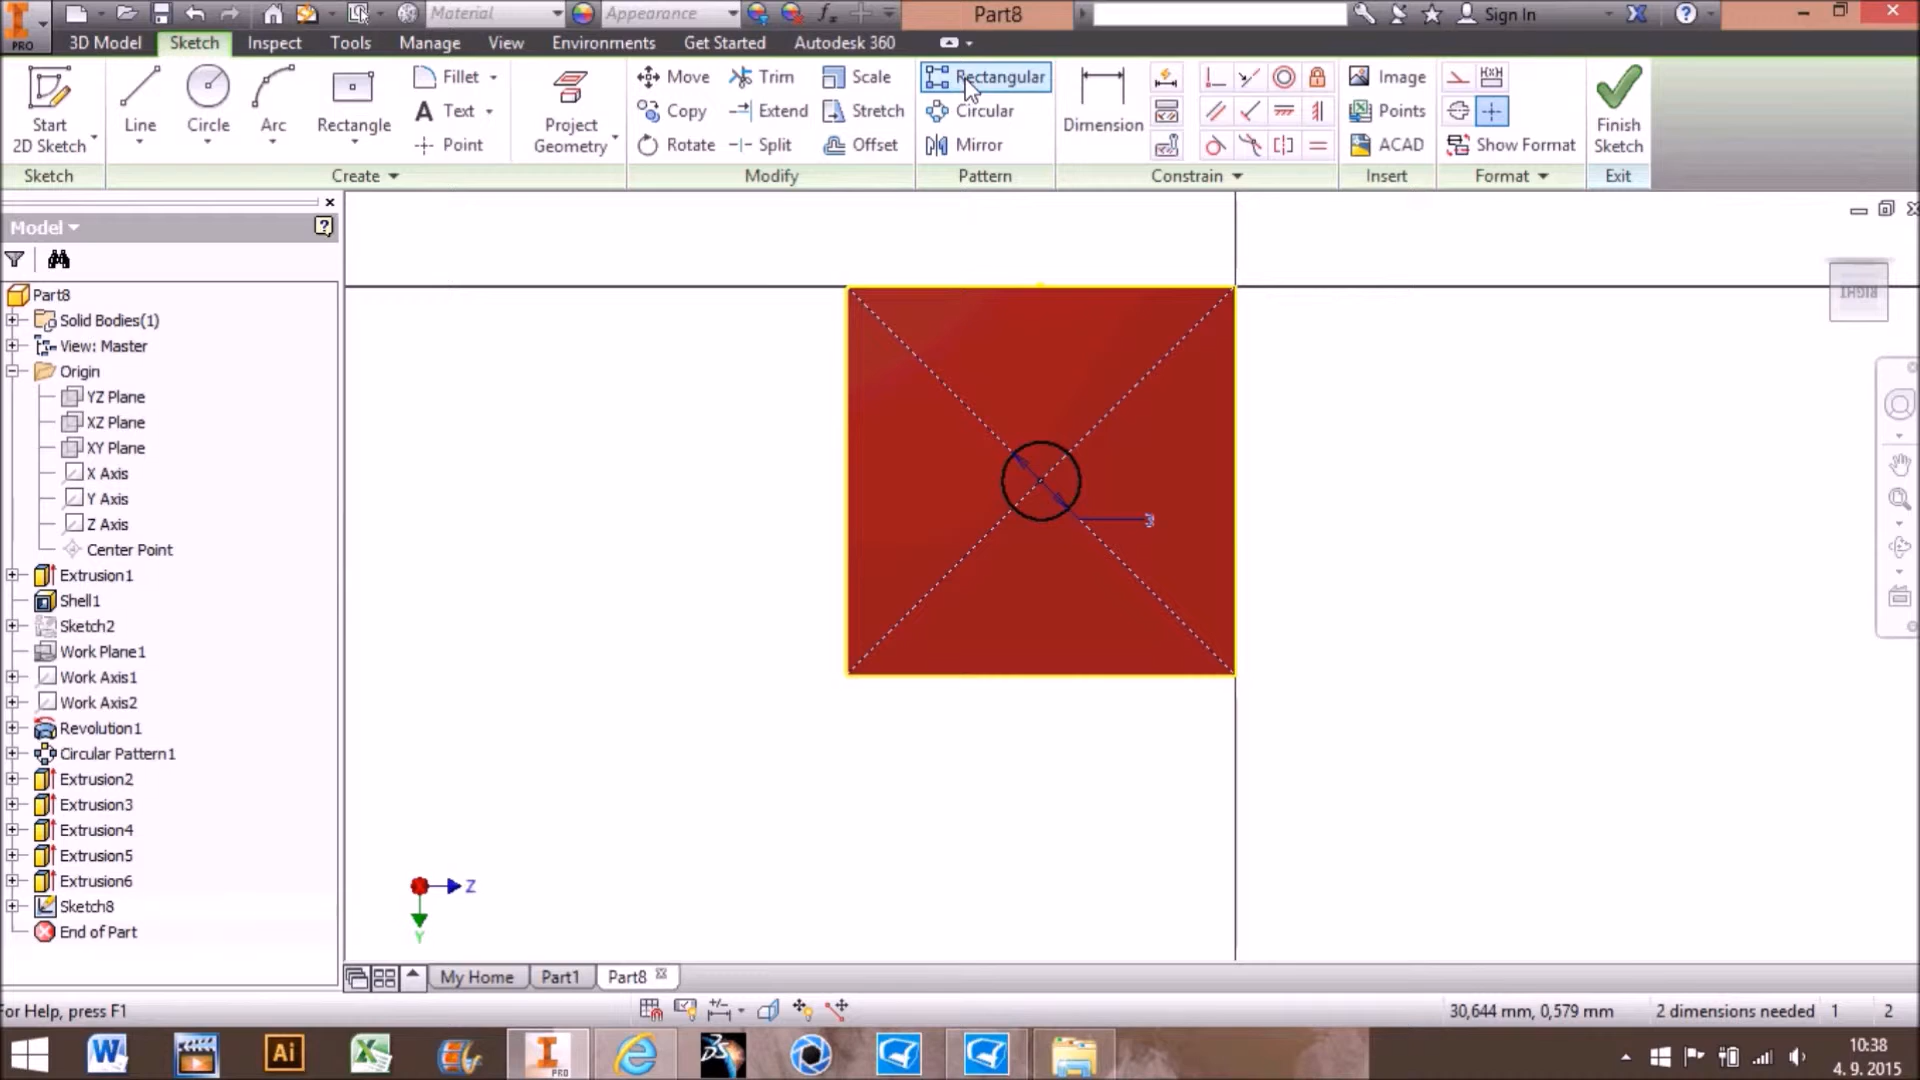 PRO
Material
Appearance
Part8
Sign In
3D Model Sketch Inspect Tools Manage View Environments Get Started Autodesk 360
Start 2D Sketch
Line
Circle
Arc
Rectangle
Fillet
Text
Point
Project Geometry
Move
Copy
Rotate
Trim
Extend
Split
Scale
Stretch
Offset
Rectangular
Circular
Mirror
Dimension
Image
Points
ACAD
Show Format
Finish Sketch
Sketch Create Modify Pattern Constrain Insert Format Exit
Model
Part8
Solid Bodies(1)
View: Master
Origin
YZ Plane
XZ Plane
XY Plane
X Axis
Y Axis
Z Axis
Center Point
Extrusion1
Shell1
Sketch2
Work Plane1
Work Axis1
Work Axis2
Revolution1
Circular Pattern1
Extrusion2
Extrusion3
Extrusion4
Extrusion5
Extrusion6
Sketch8
End of Part
RIGHT
Z
Y
My Home Part1 Part8
For Help, press F1
30,644 mm, 0,579 mm 2 dimensions needed 1 2
Ai
PRO
10:38
4. 9. 2015